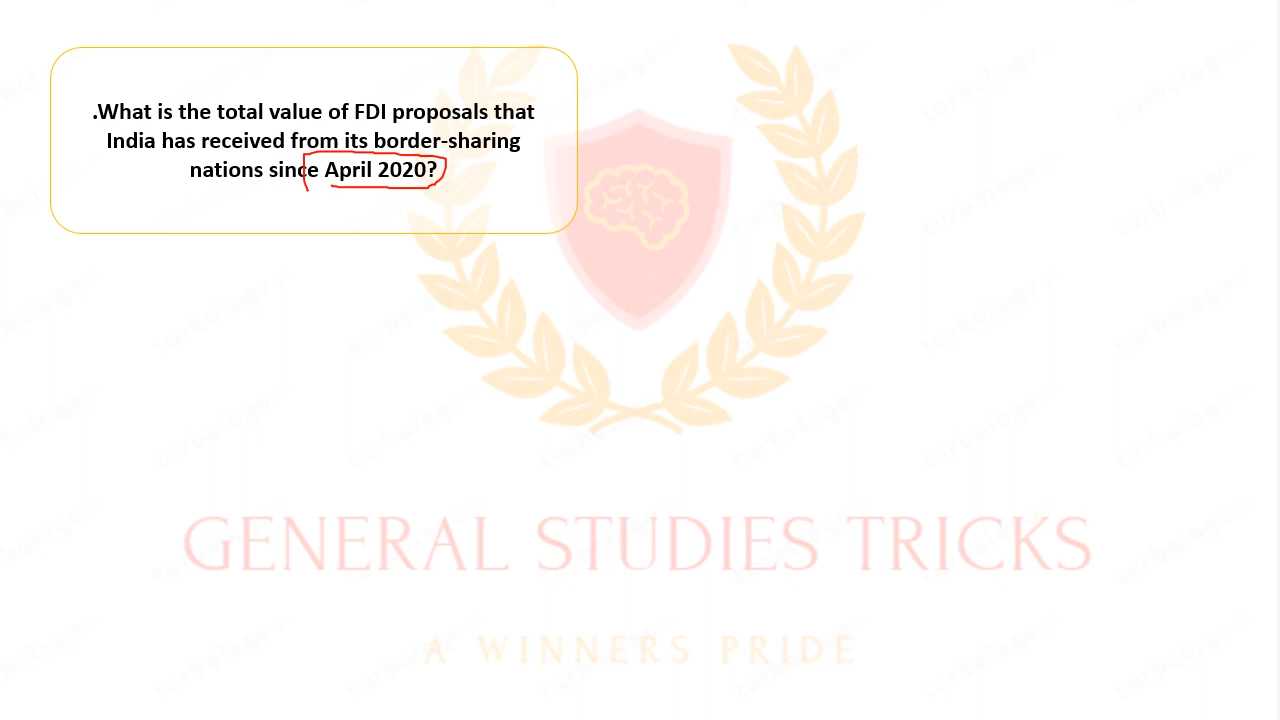 .What is the total value of FDI proposals that
India has received from its border-sharing
nations since April 2020?
GENERAL STUDIES TRICKS
A WINNERS PRIDE